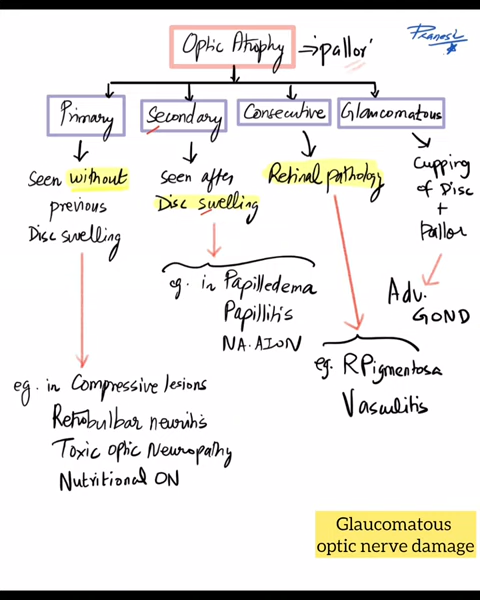 Pranesh
Optic Atrophy → 'pallor'
Primary
Secondary
Consecutive
Glaucomatous
Seen without
previous
Disc swelling
seen after
Disc swelling
Retinal pathology
Cupping
of Disc
+
Pallor
eg. in Papilledema
Papillitis
NA-AION
Adv.
GOND
eg. RPigmentosa
Vasculitis
eg. in Compressive lesions
Retrobulbar neuritis
Toxic optic Neuropathy
Nutritional ON
Glaucomatous
optic nerve damage